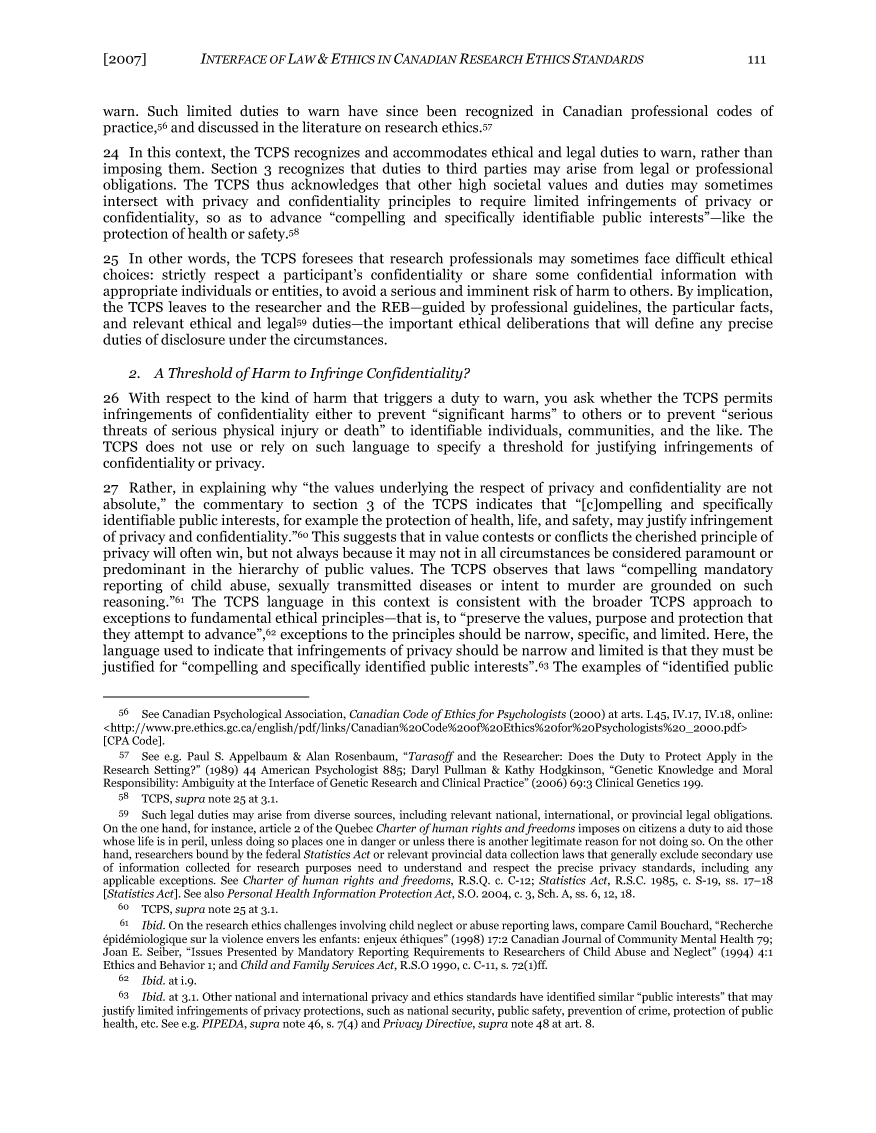 [2007] INTERFACE OF LAW & ETHICS IN CANADIAN RESEARCH ETHICS STANDARDS 111
warn. Such limited duties to warn have since been recognized in Canadian professional codes of
practice,56 and discussed in the literature on research ethics.57
24 In this context, the TCPS recognizes and accommodates ethical and legal duties to warn, rather than
imposing them. Section 3 recognizes that duties to third parties may arise from legal or professional
obligations. The TCPS thus acknowledges that other high societal values and duties may sometimes
intersect with privacy and confidentiality principles to require limited infringements of privacy or
confidentiality, so as to advance “compelling and specifically identifiable public interests”—like the
protection of health or safety.58
25 In other words, the TCPS foresees that research professionals may sometimes face difficult ethical
choices: strictly respect a participant’s confidentiality or share some confidential information with
appropriate individuals or entities, to avoid a serious and imminent risk of harm to others. By implication,
the TCPS leaves to the researcher and the REB—guided by professional guidelines, the particular facts,
and relevant ethical and legal59 duties—the important ethical deliberations that will define any precise
duties of disclosure under the circumstances.
2. A Threshold of Harm to Infringe Confidentiality?
26 With respect to the kind of harm that triggers a duty to warn, you ask whether the TCPS permits
infringements of confidentiality either to prevent “significant harms” to others or to prevent “serious
threats of serious physical injury or death” to identifiable individuals, communities, and the like. The
TCPS does not use or rely on such language to specify a threshold for justifying infringements of
confidentiality or privacy.
27 Rather, in explaining why “the values underlying the respect of privacy and confidentiality are not
absolute,” the commentary to section 3 of the TCPS indicates that “[c]ompelling and specifically
identifiable public interests, for example the protection of health, life, and safety, may justify infringement
of privacy and confidentiality.”60 This suggests that in value contests or conflicts the cherished principle of
privacy will often win, but not always because it may not in all circumstances be considered paramount or
predominant in the hierarchy of public values. The TCPS observes that laws “compelling mandatory
reporting of child abuse, sexually transmitted diseases or intent to murder are grounded on such
reasoning.”61 The TCPS language in this context is consistent with the broader TCPS approach to
exceptions to fundamental ethical principles—that is, to “preserve the values, purpose and protection that
they attempt to advance”,62 exceptions to the principles should be narrow, specific, and limited. Here, the
language used to indicate that infringements of privacy should be narrow and limited is that they must be
justified for “compelling and specifically identified public interests”.63 The examples of “identified public
56 See Canadian Psychological Association, Canadian Code of Ethics for Psychologists (2000) at arts. I.45, IV.17, IV.18, online:
<http://www.pre.ethics.gc.ca/english/pdf/links/Canadian%20Code%20of%20Ethics%20for%20Psychologists%20_2000.pdf>
[CPA Code].
57 See e.g. Paul S. Appelbaum & Alan Rosenbaum, “Tarasoff and the Researcher: Does the Duty to Protect Apply in the
Research Setting?” (1989) 44 American Psychologist 885; Daryl Pullman & Kathy Hodgkinson, “Genetic Knowledge and Moral
Responsibility: Ambiguity at the Interface of Genetic Research and Clinical Practice” (2006) 69:3 Clinical Genetics 199.
58 TCPS, supra note 25 at 3.1.
59 Such legal duties may arise from diverse sources, including relevant national, international, or provincial legal obligations.
On the one hand, for instance, article 2 of the Quebec Charter of human rights and freedoms imposes on citizens a duty to aid those
whose life is in peril, unless doing so places one in danger or unless there is another legitimate reason for not doing so. On the other
hand, researchers bound by the federal Statistics Act or relevant provincial data collection laws that generally exclude secondary use
of information collected for research purposes need to understand and respect the precise privacy standards, including any
applicable exceptions. See Charter of human rights and freedoms, R.S.Q. c. C-12; Statistics Act, R.S.C. 1985, c. S-19, ss. 17–18
[Statistics Act]. See also Personal Health Information Protection Act, S.O. 2004, c. 3, Sch. A, ss. 6, 12, 18.
60 TCPS, supra note 25 at 3.1.
61 Ibid. On the research ethics challenges involving child neglect or abuse reporting laws, compare Camil Bouchard, “Recherche
épidémiologique sur la violence envers les enfants: enjeux éthiques” (1998) 17:2 Canadian Journal of Community Mental Health 79;
Joan E. Seiber, “Issues Presented by Mandatory Reporting Requirements to Researchers of Child Abuse and Neglect” (1994) 4:1
Ethics and Behavior 1; and Child and Family Services Act, R.S.O 1990, c. C-11, s. 72(1)ff.
62 Ibid. at i.9.
63 Ibid. at 3.1. Other national and international privacy and ethics standards have identified similar “public interests” that may
justify limited infringements of privacy protections, such as national security, public safety, prevention of crime, protection of public
health, etc. See e.g. PIPEDA, supra note 46, s. 7(4) and Privacy Directive, supra note 48 at art. 8.